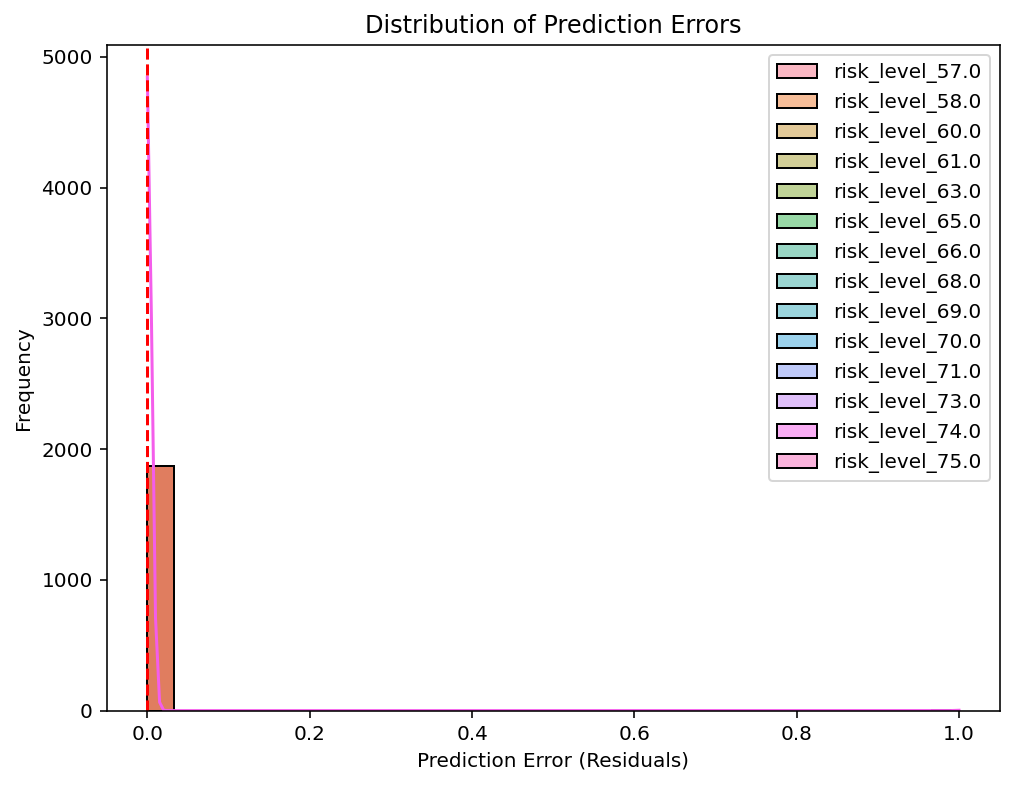 Distribution of Prediction Errors
5000
4000
3000
2000
1000
0
Frequency
0.0 0.2 0.4 0.6 0.8 1.0
Prediction Error (Residuals)
risk_level_57.0
risk_level_58.0
risk_level_60.0
risk_level_61.0
risk_level_63.0
risk_level_65.0
risk_level_66.0
risk_level_68.0
risk_level_69.0
risk_level_70.0
risk_level_71.0
risk_level_73.0
risk_level_74.0
risk_level_75.0